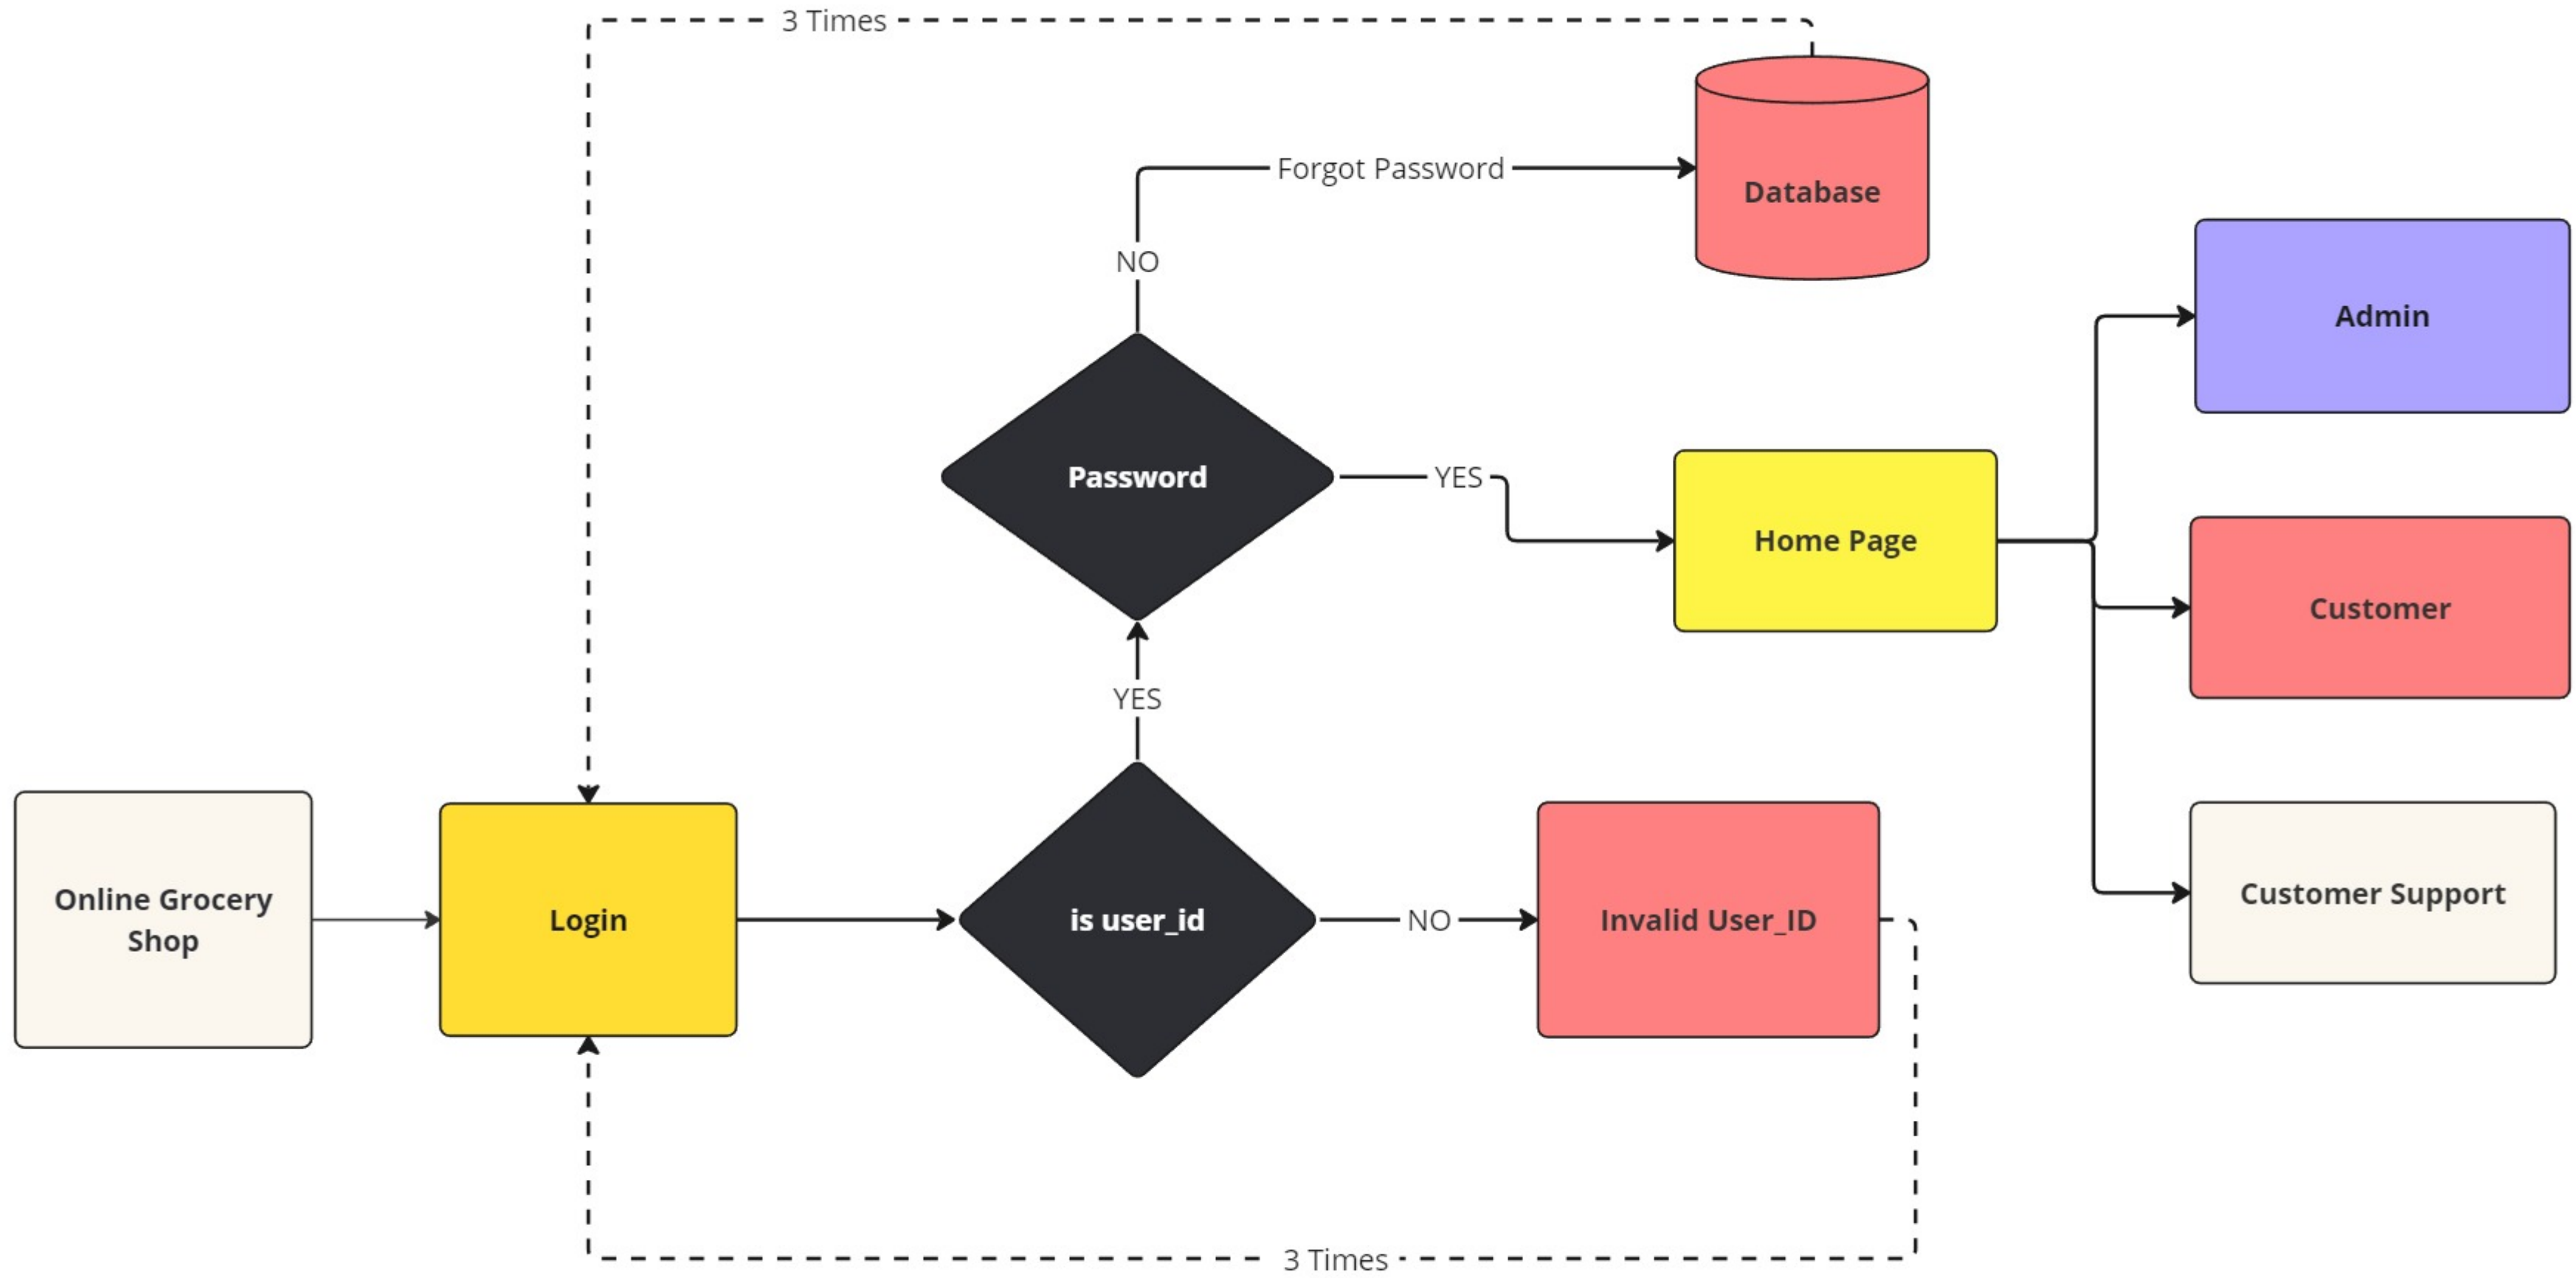 3 Times
Forgot Password
Database
NO
Admin
Password
YES
Home Page
Customer
YES
Online Grocery
Shop
Login
is user_id
NO
Invalid User_ID
Customer Support
3 Times